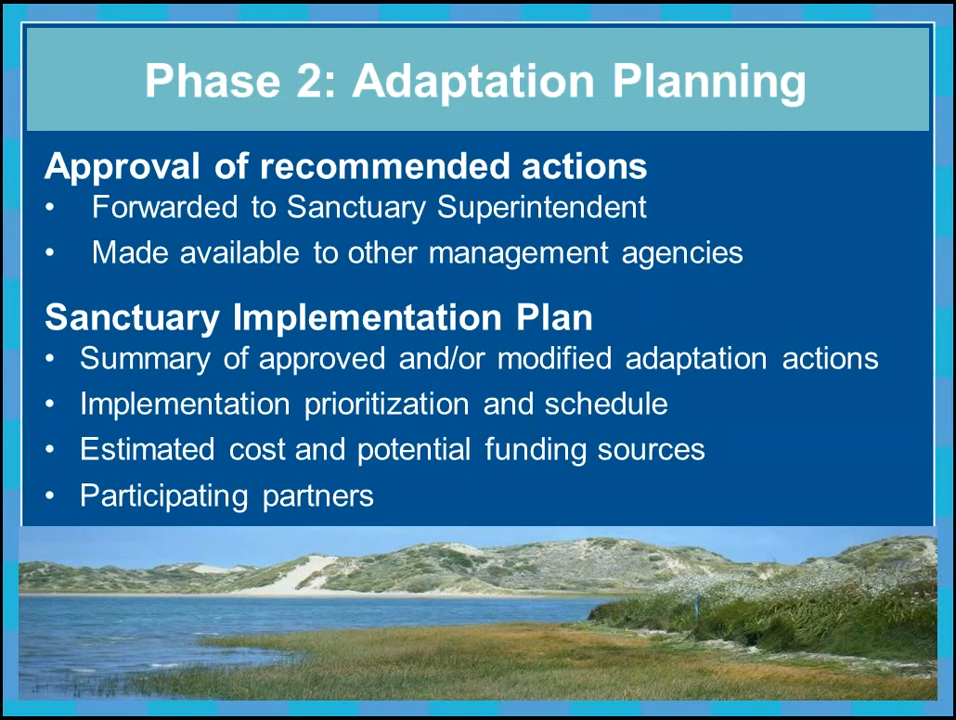 Phase 2: Adaptation Planning
Approval of recommended actions
• Forwarded to Sanctuary Superintendent
• Made available to other management agencies
Sanctuary Implementation Plan
• Summary of approved and/or modified adaptation actions
• Implementation prioritization and schedule
• Estimated cost and potential funding sources
• Participating partners